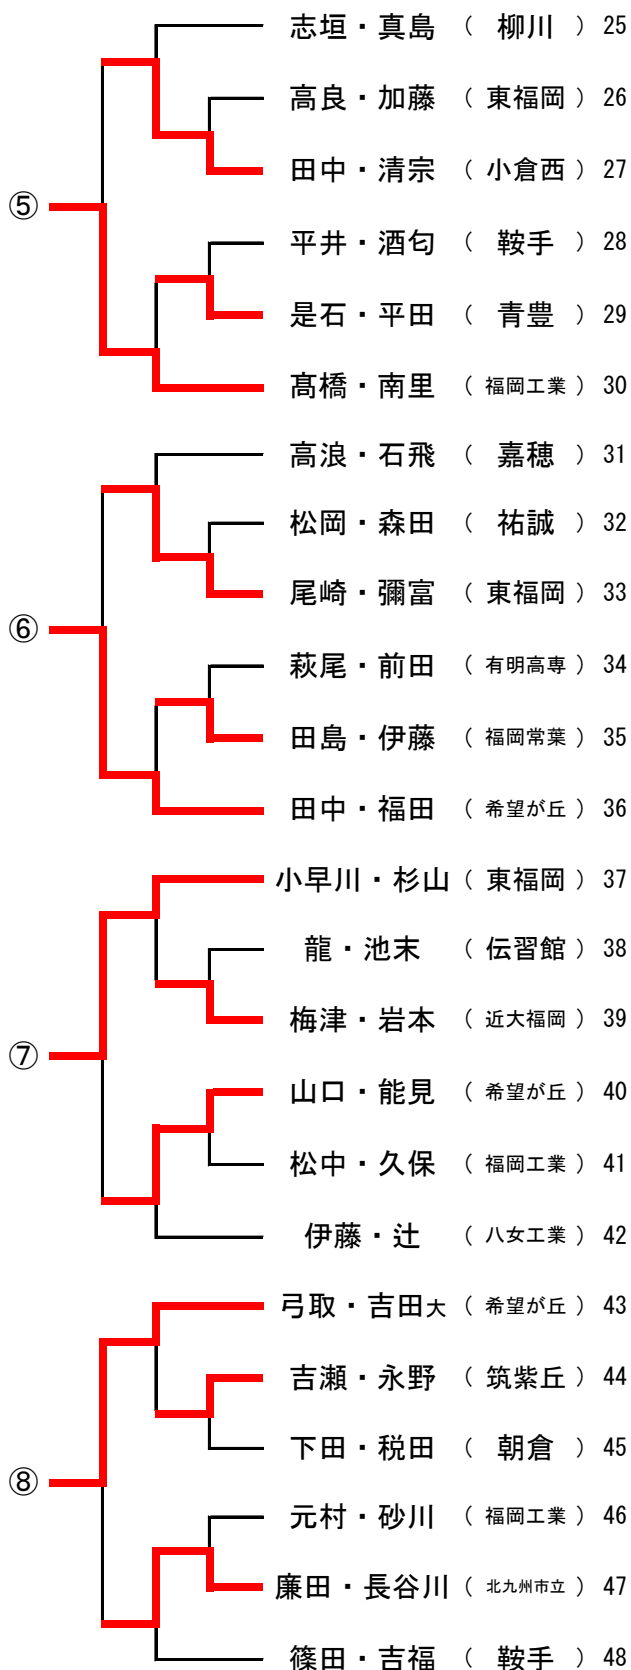 志垣・真島 ( 柳川 ) 25
高良・加藤 ( 東福岡 ) 26
田中・清宗 ( 小倉西 ) 27
⑤
平井・酒匂 ( 鞍手 ) 28
是石・平田 ( 青豊 ) 29
髙橋・南里 ( 福岡工業 ) 30
高浪・石飛 ( 嘉穂 ) 31
松岡・森田 ( 祐誠 ) 32
尾崎・彌富 ( 東福岡 ) 33
⑥
萩尾・前田 ( 有明高専 ) 34
田島・伊藤 ( 福岡常葉 ) 35
田中・福田 ( 希望が丘 ) 36
小早川・杉山 ( 東福岡 ) 37
龍・池末 ( 伝習館 ) 38
梅津・岩本 ( 近大福岡 ) 39
⑦
山口・能見 ( 希望が丘 ) 40
松中・久保 ( 福岡工業 ) 41
伊藤・辻 ( 八女工業 ) 42
弓取・吉田大 ( 希望が丘 ) 43
吉瀬・永野 ( 筑紫丘 ) 44
下田・税田 ( 朝倉 ) 45
⑧
元村・砂川 ( 福岡工業 ) 46
廉田・長谷川 ( 北九州市立 ) 47
篠田・吉福 ( 鞍手 ) 48